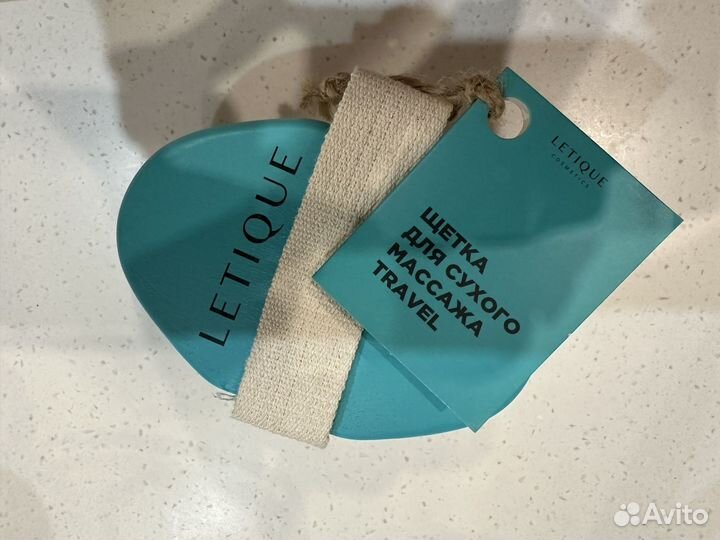 LETIQUE
LETIQUE
COSMETICS
ЩЕТКА
ДЛЯ СУХОГО
МАССАЖА
TRAVEL
Avito